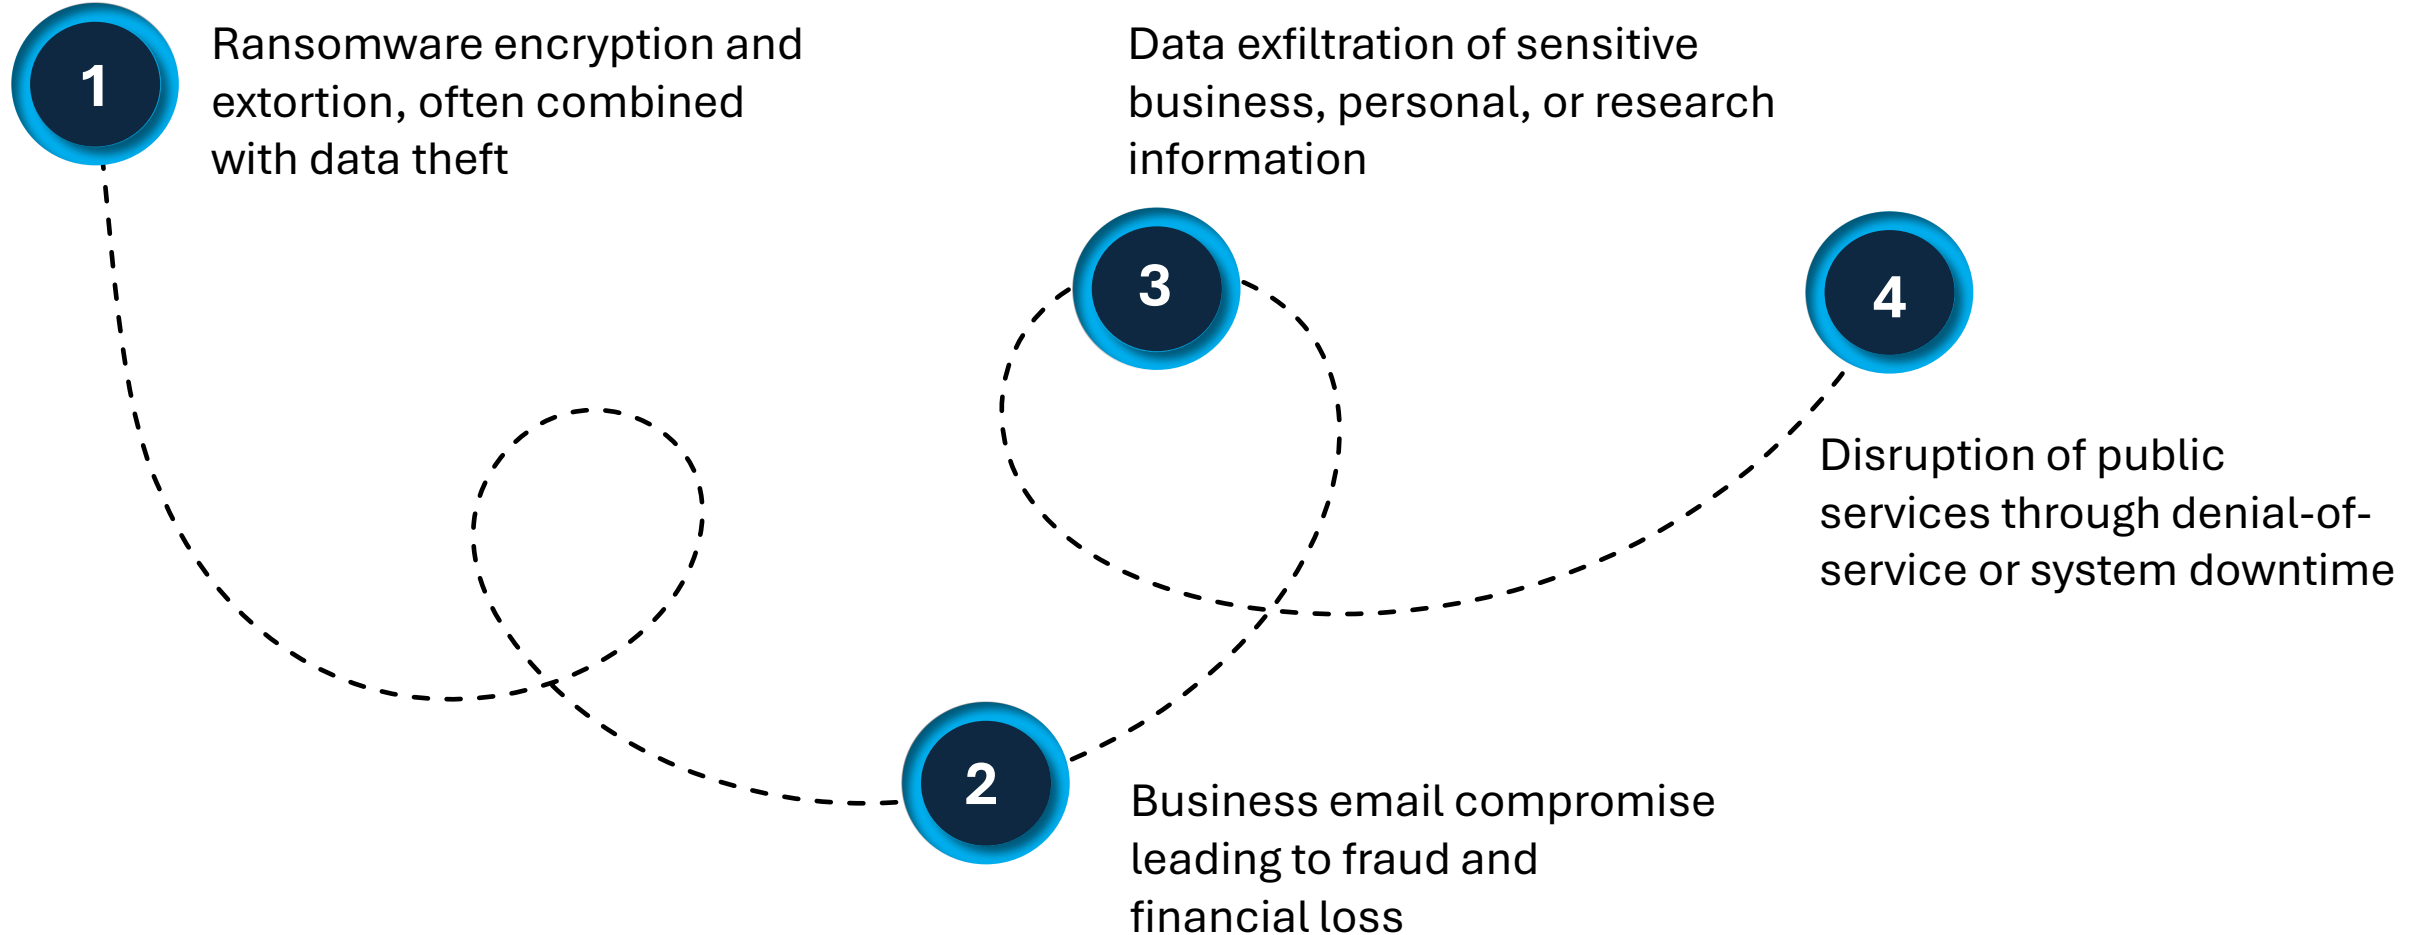 1
Ransomware encryption and
extortion, often combined
with data theft
2
Business email compromise
leading to fraud and
financial loss
3
Data exfiltration of sensitive
business, personal, or research
information
4
Disruption of public
services through denial-of-
service or system downtime